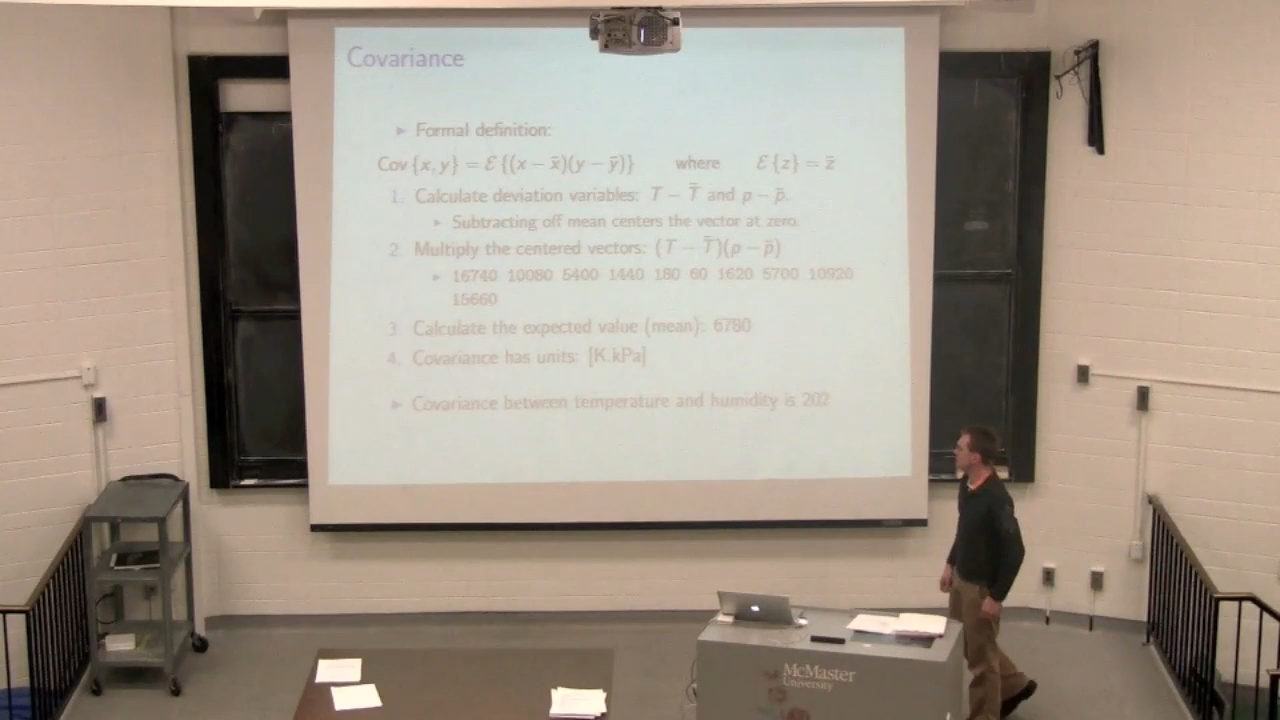 Covariance
▸ Formal definition:
Cov {x, y} = ℰ {(x − x̄)(y − ȳ)} where ℰ {z} = z̄
1. Calculate deviation variables: T − T̄ and p − p̄.
▸ Subtracting off mean centers the vector at zero.
2. Multiply the centered vectors: (T − T̄)(p − p̄)
▸ 16740 10080 5400 1440 180 60 1620 5700 10920
15660
3. Calculate the expected value (mean): 6780
4. Covariance has units: [K.kPa]
▸ Covariance between temperature and humidity is 202
McMaster
University